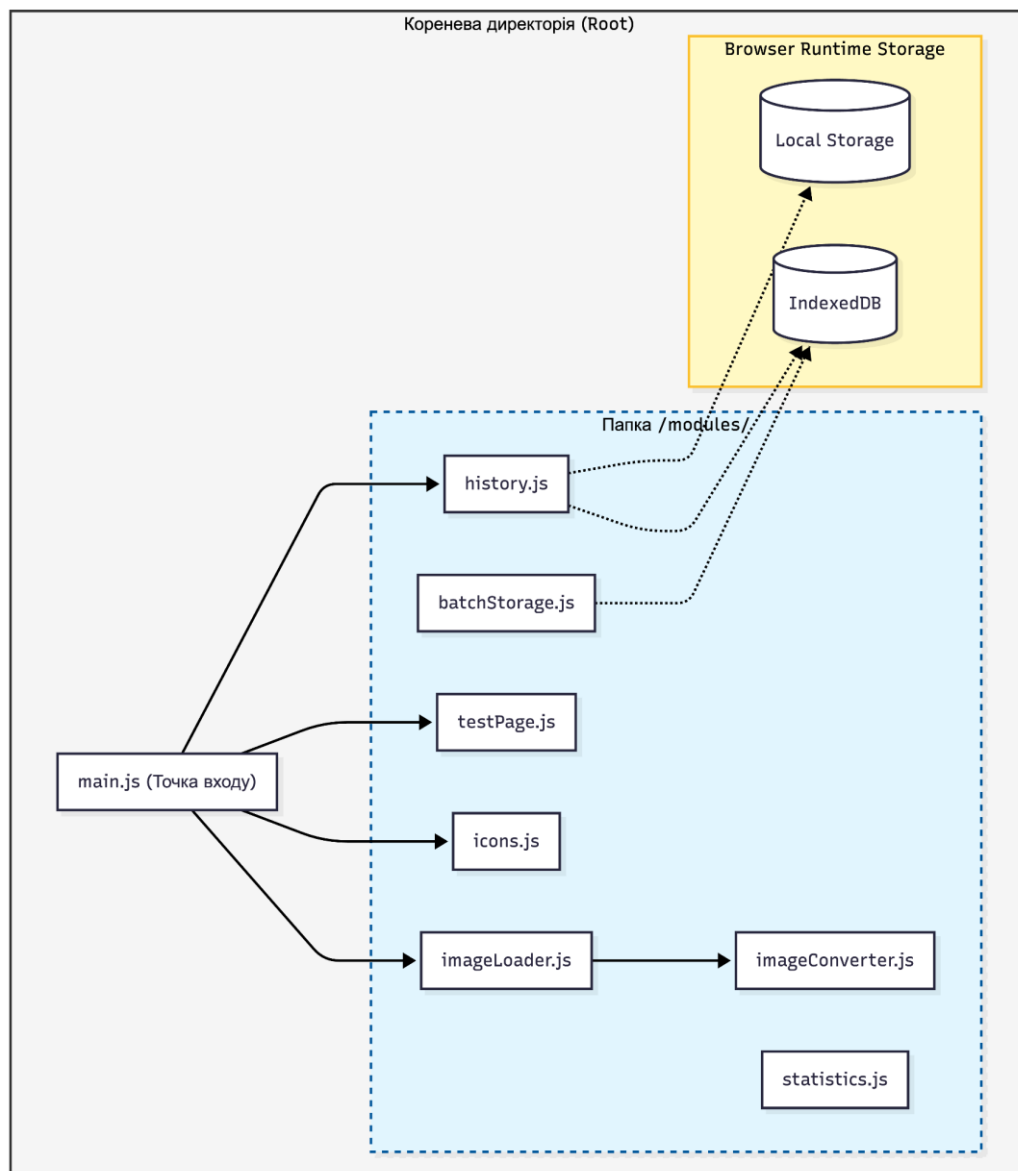 Коренева директорія (Root)
Browser Runtime Storage
Local Storage
IndexedDB
Папка /modules/
history.js
batchStorage.js
testPage.js
main.js (Точка входу)
icons.js
imageLoader.js
imageConverter.js
statistics.js